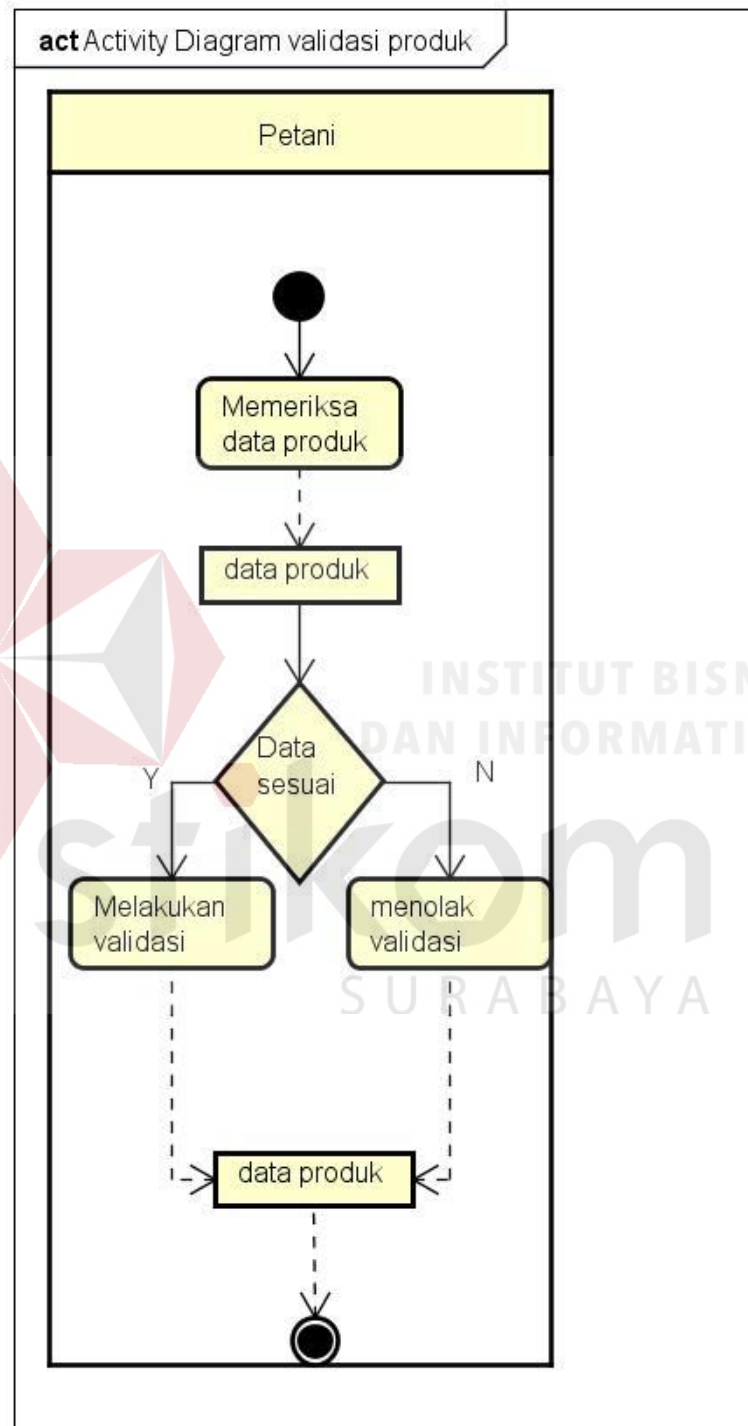 act Activity Diagram validasi produk
Petani
Memeriksa
data produk
data produk
Data
sesuai
Y
N
Melakukan
validasi
menolak
validasi
data produk
INSTITUT BISN
DAN INFORMATI
stikom
SURABAYA